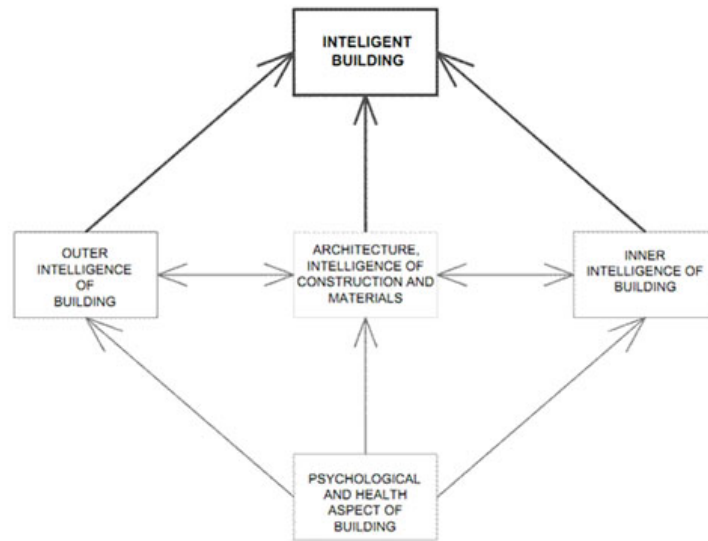 INTELIGENT
BUILDING
OUTER
INTELLIGENCE
OF
BUILDING
ARCHITECTURE,
INTELLIGENCE OF
CONSTRUCTION AND
MATERIALS
INNER
INTELLIGENCE OF
BUILDING
PSYCHOLOGICAL
AND HEALTH
ASPECT OF
BUILDING